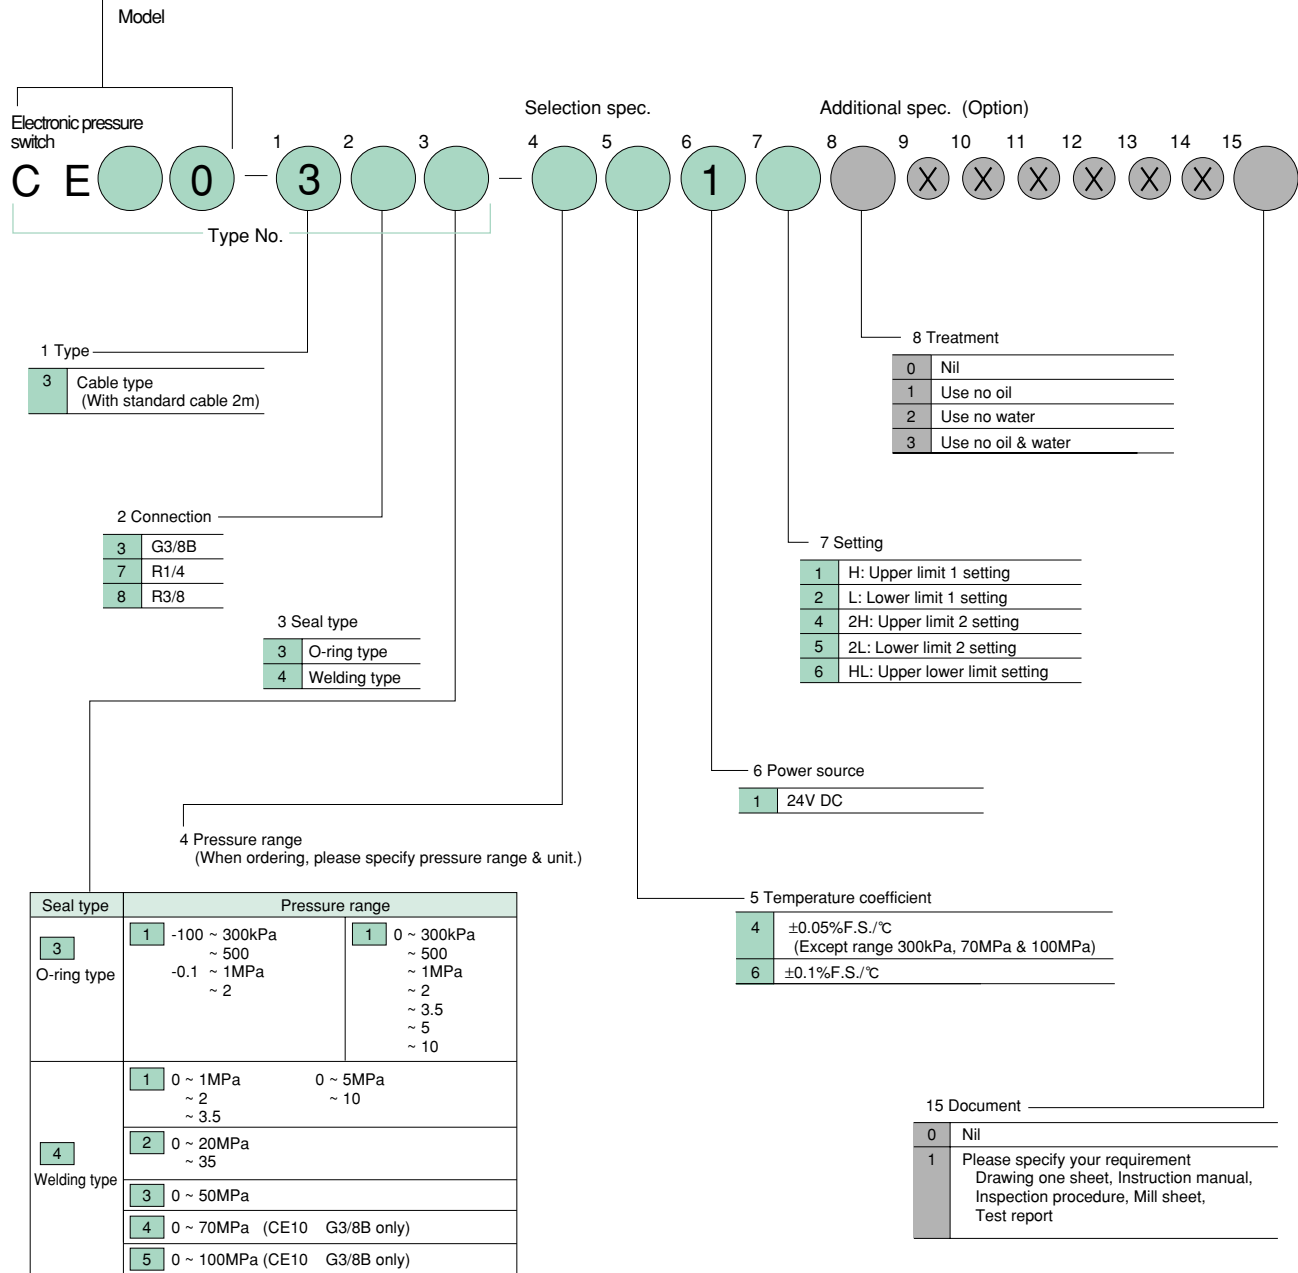 Model
Electronic pressure
switch
Selection spec.
Additional spec. (Option)
1 2 3 4 5 6 7 8 9 10 11 12 13 14 15
C E 0 – 3 – 1 X X X X X X
Type No.
1 Type
3 Cable type
(With standard cable 2m)
8 Treatment
0 Nil
1 Use no oil
2 Use no water
3 Use no oil & water
2 Connection
3 G3/8B
7 R1/4
8 R3/8
7 Setting
1 H: Upper limit 1 setting
2 L: Lower limit 1 setting
4 2H: Upper limit 2 setting
5 2L: Lower limit 2 setting
6 HL: Upper lower limit setting
3 Seal type
3 O-ring type
4 Welding type
6 Power source
1 24V DC
4 Pressure range
(When ordering, please specify pressure range & unit.)
5 Temperature coefficient
4 ±0.05%F.S./℃
(Except range 300kPa, 70MPa & 100MPa)
6 ±0.1%F.S./℃
Seal type Pressure range
3
O-ring type
1 -100 ~ 300kPa
~ 500
-0.1 ~ 1MPa
~ 2
1 0 ~ 300kPa
~ 500
~ 1MPa
~ 2
~ 3.5
~ 5
~ 10
4
Welding type
1 0 ~ 1MPa 0 ~ 5MPa
~ 2 ~ 10
~ 3.5
2 0 ~ 20MPa
~ 35
3 0 ~ 50MPa
4 0 ~ 70MPa (CE10 G3/8B only)
5 0 ~ 100MPa (CE10 G3/8B only)
15 Document
0 Nil
1 Please specify your requirement
Drawing one sheet, Instruction manual,
Inspection procedure, Mill sheet,
Test report